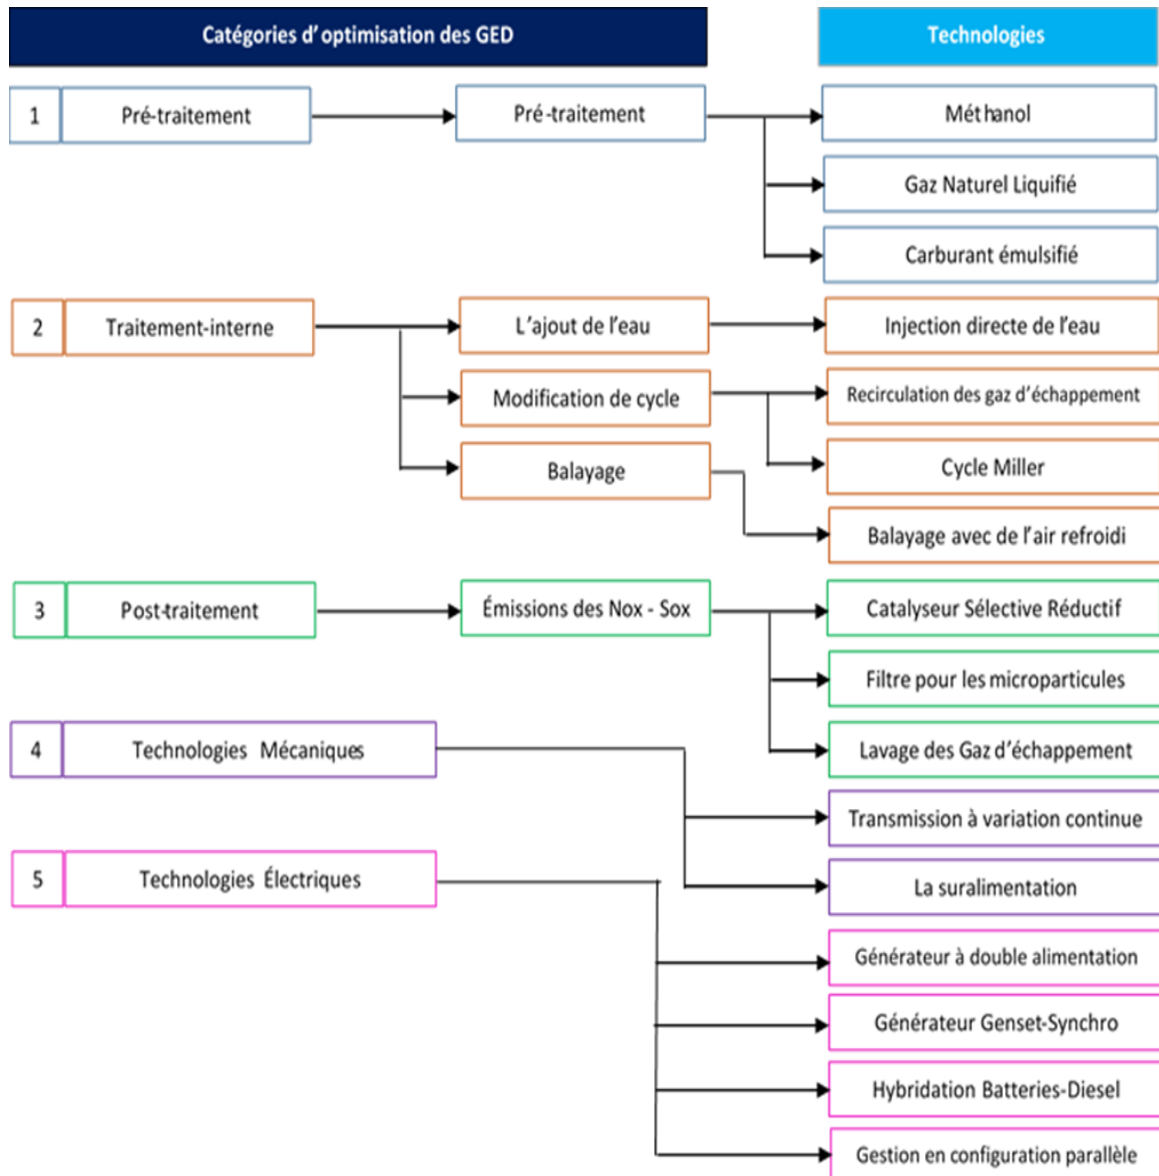 Catégories d'optimisation des GED
Technologies
1
Pré-traitement
Pré-traitement
Méthanol
Gaz Naturel Liquifié
Carburant émulsifié
2
Traitement-interne
L'ajout de l'eau
Injection directe de l'eau
Modification de cycle
Recirculation des gaz d'échappement
Cycle Miller
Balayage
Balayage avec de l'air refroidi
3
Post-traitement
Émissions des Nox - Sox
Catalyseur Sélective Réductif
Filtre pour les microparticules
Lavage des Gaz d'échappement
4
Technologies Mécaniques
Transmission à variation continue
La suralimentation
5
Technologies Électriques
Générateur à double alimentation
Générateur Genset-Synchro
Hybridation Batteries-Diesel
Gestion en configuration parallèle